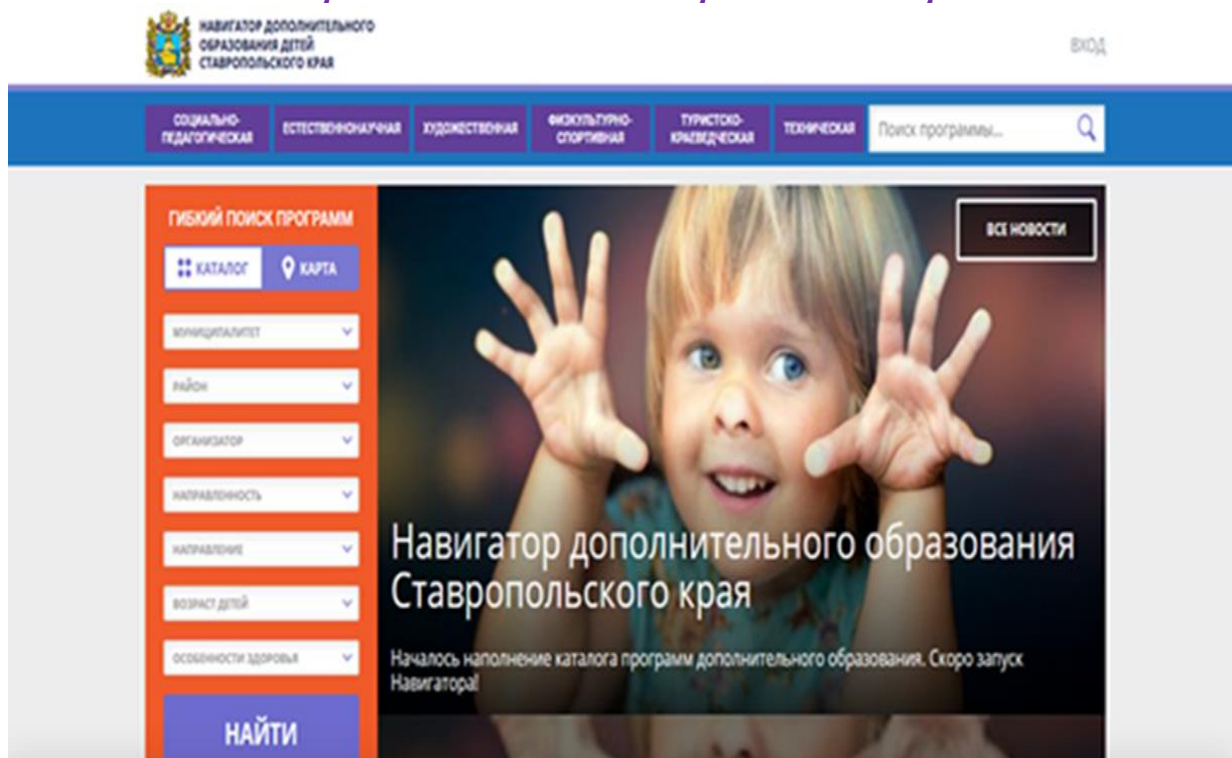 НАВИГАТОР ДОПОЛНИТЕЛЬНОГО
ОБРАЗОВАНИЯ ДЕТЕЙ
СТАВРОПОЛЬСКОГО КРАЯ
ВХОД
СОЦИАЛЬНО-
ПЕДАГОГИЧЕСКАЯ
ЕСТЕСТВЕННОНАУЧНАЯ
ХУДОЖЕСТВЕННАЯ
ФИЗКУЛЬТУРНО-
СПОРТИВНАЯ
ТУРИСТСКО-
КРАЕВЕДЧЕСКАЯ
ТЕХНИЧЕСКАЯ
Поиск программы...
ГИБКИЙ ПОИСК ПРОГРАММ
КАТАЛОГ
КАРТА
МУНИЦИПАЛИТЕТ
РАЙОН
ОРГАНИЗАТОР
НАПРАВЛЕННОСТЬ
НАПРАВЛЕНИЕ
ВОЗРАСТ ДЕТЕЙ
ОСОБЕННОСТИ ЗДОРОВЬЯ
НАЙТИ
ВСЕ НОВОСТИ
Навигатор дополнительного образования
Ставропольского края
Началось наполнение каталога программ дополнительного образования. Скоро запуск
Навигатора!